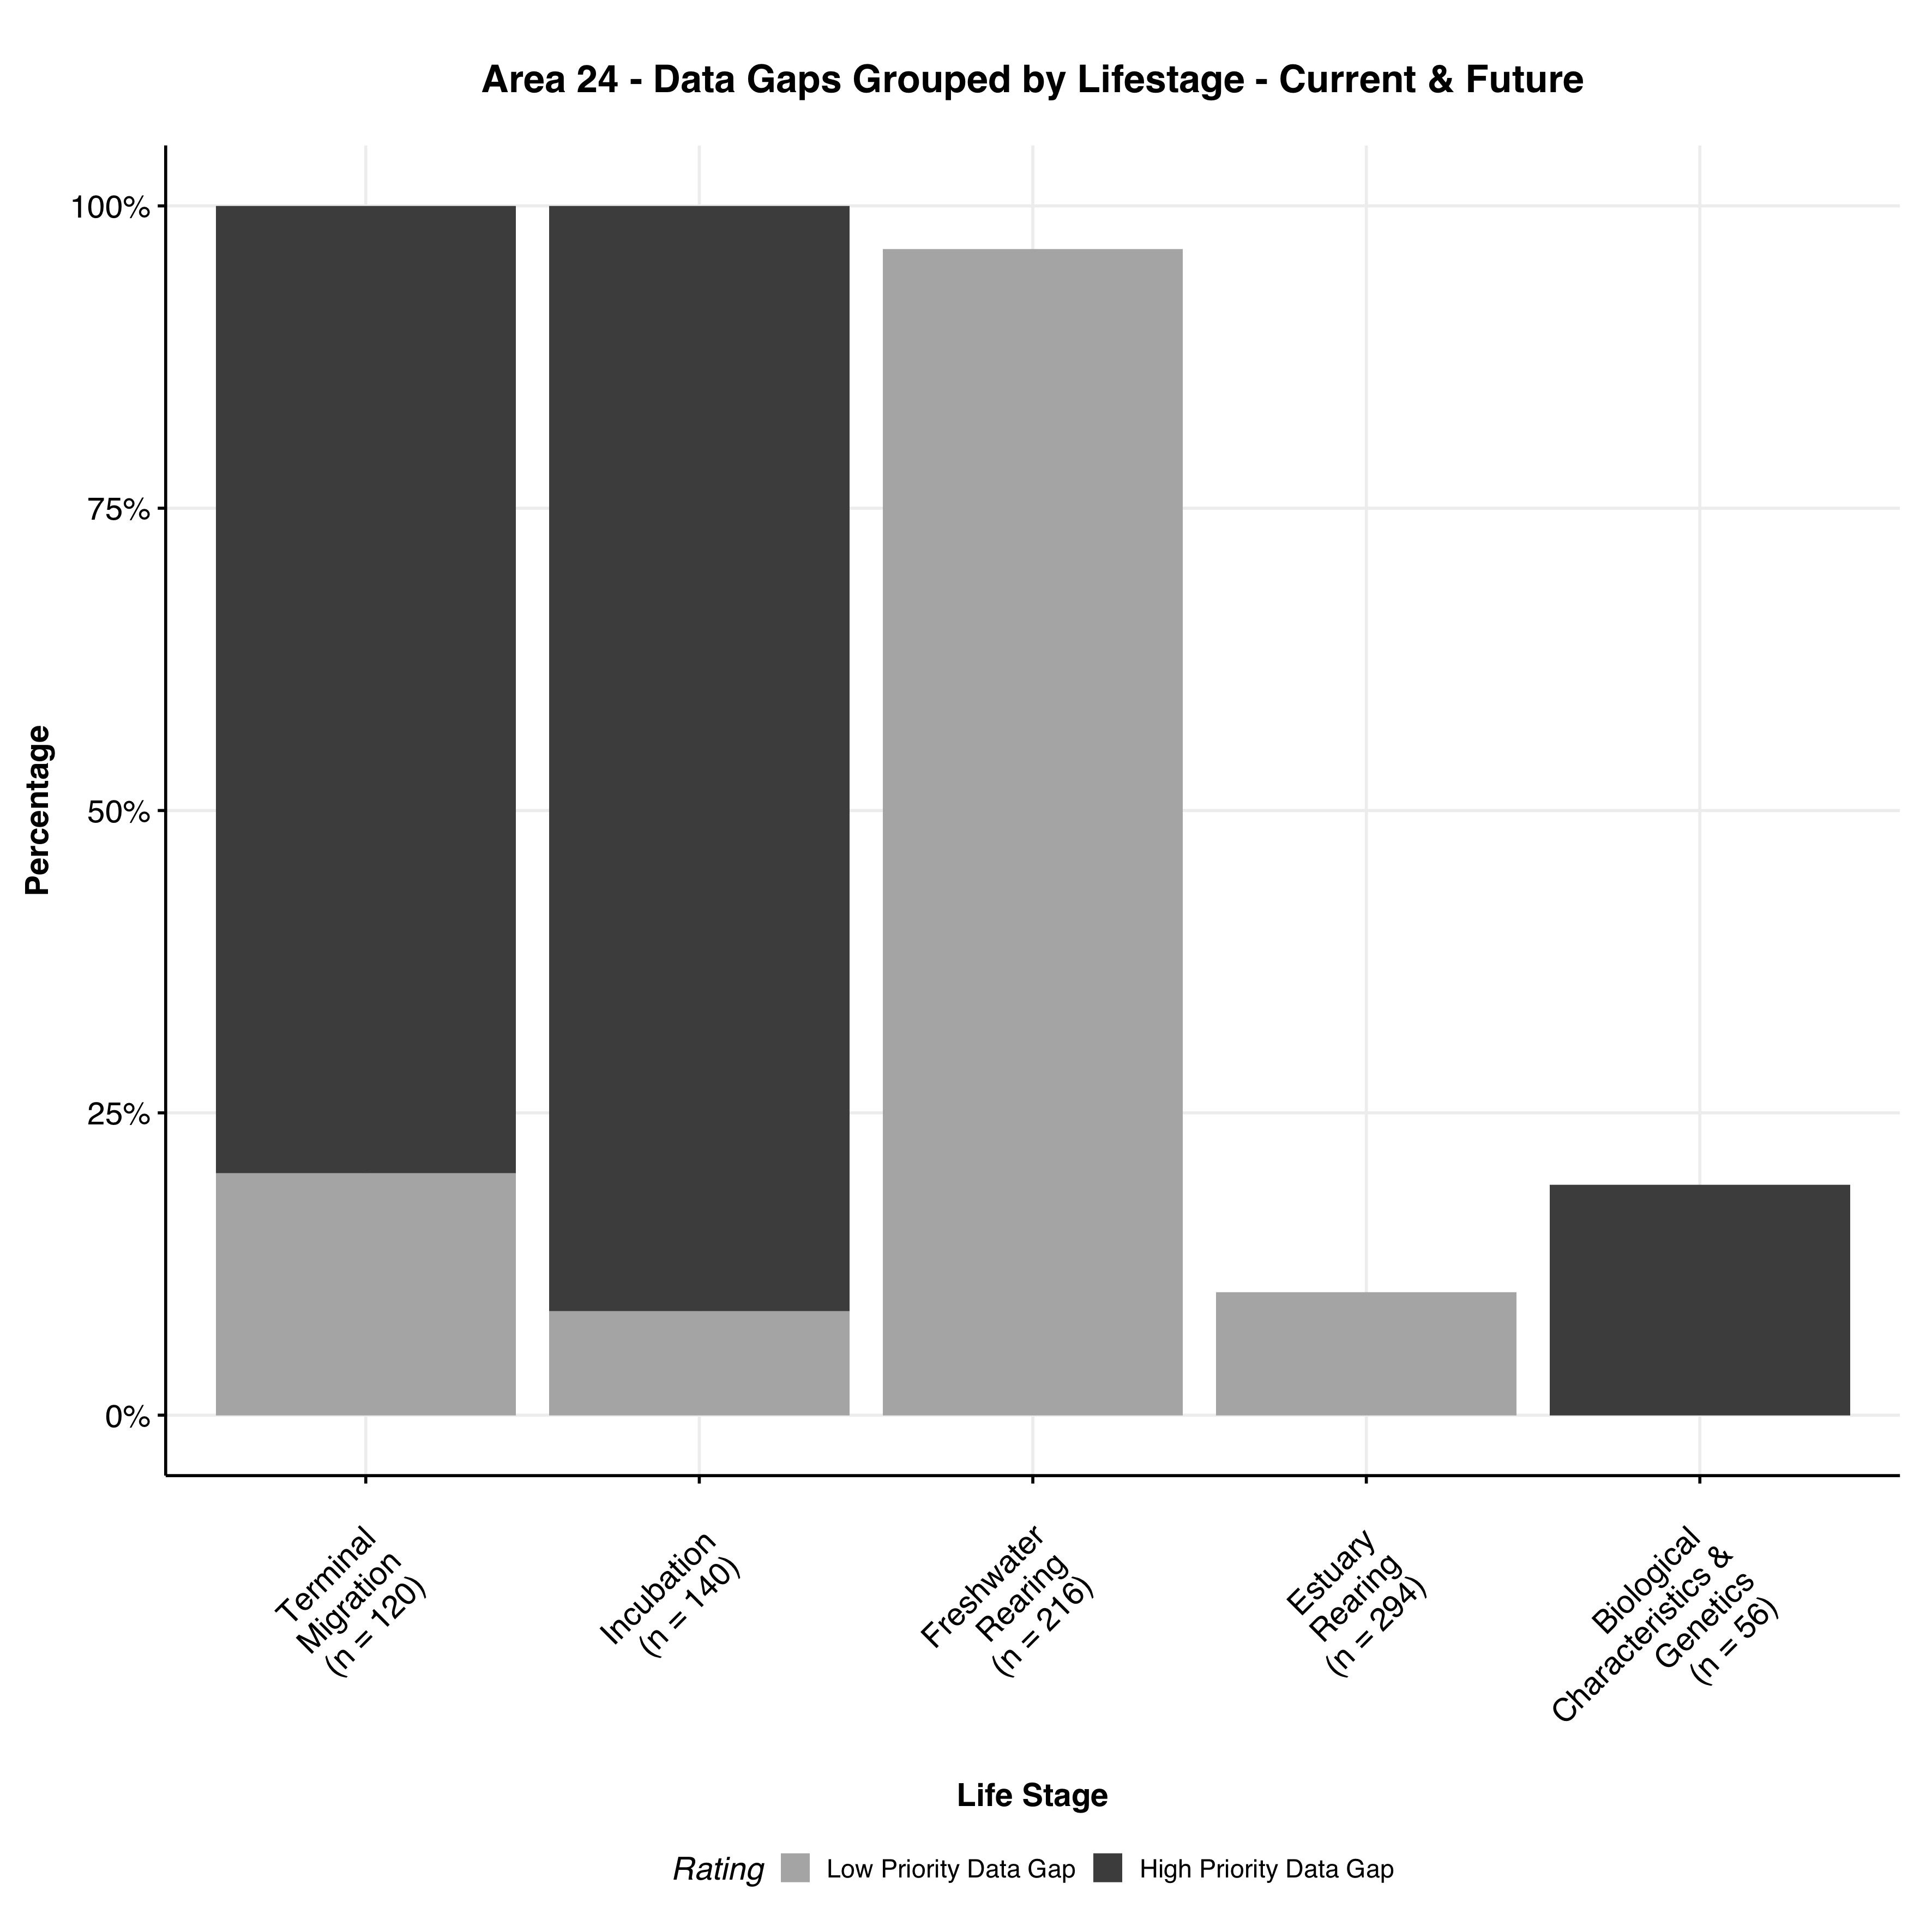 Area 24 - Data Gaps Grouped by Lifestage - Current & Future
Percentage
100%
75%
50%
25%
0%
Terminal
Migration
(n = 120)
Incubation
(n = 140)
Freshwater
Rearing
(n = 216)
Estuary
Rearing
(n = 294)
Biological
Characteristics &
Genetics
(n = 56)
Life Stage
Rating Low Priority Data Gap High Priority Data Gap